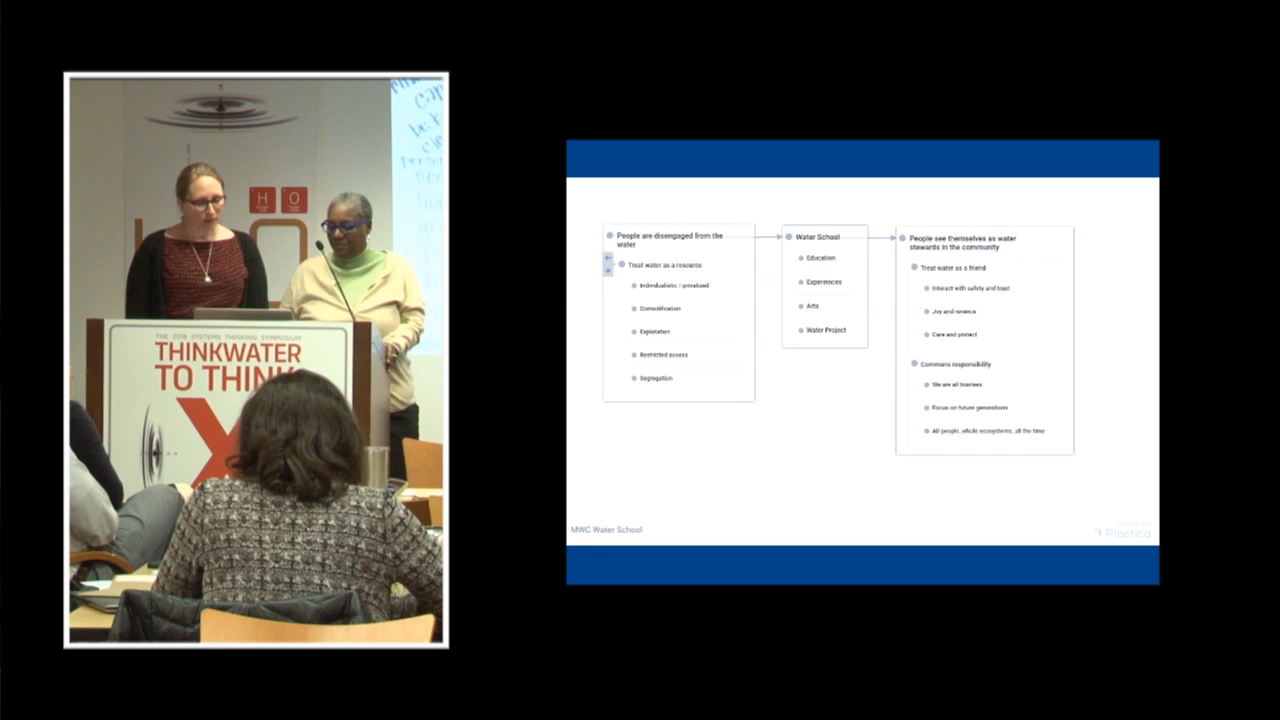 H O
THE 2018 SYSTEMS THINKING SYMPOSIUM
THINKWATER
TO THINK
X
People are disengaged from the
water
Treat water as a resource
Individualistic / privatized
Comodification
Explotation
Restricted access
Segregation
Water School
Education
Experiences
Arts
Water Project
People see themselves as water
stewards in the community
Treat water as a friend
Interact with safety and trust
Joy and revence
Care and protect
Commons responsibility
We are all trustees
Focus on future generations
All people, whole ecosystems, all the time
MWC Water School
Plectica